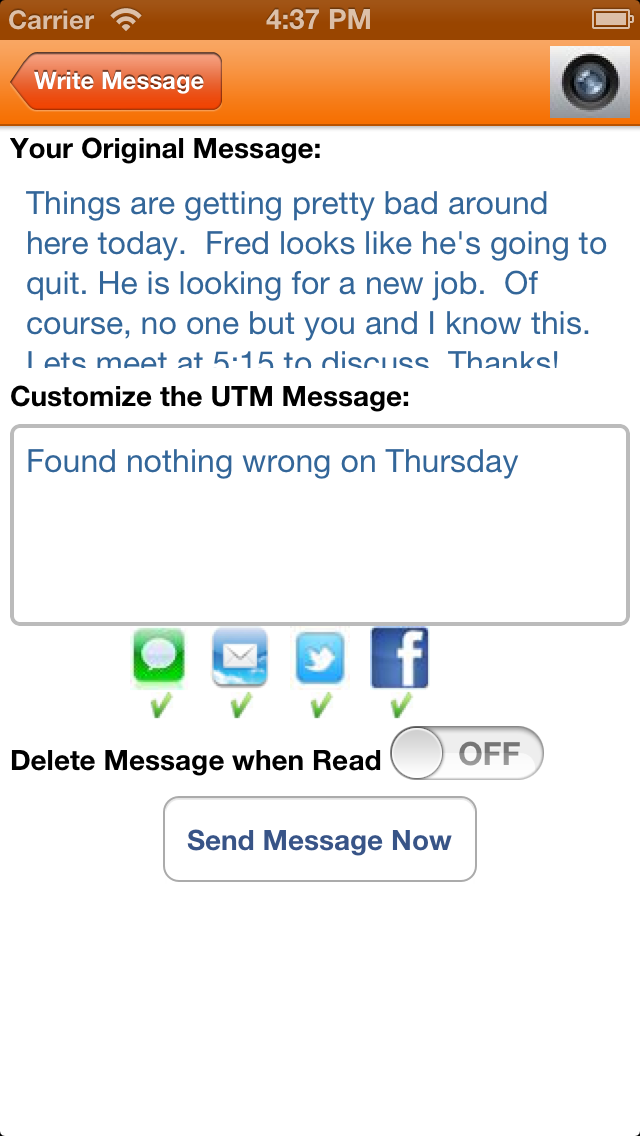 Carrier 4:37 PM
Write Message
Your Original Message:
Things are getting pretty bad around
here today.  Fred looks like he's going to
quit. He is looking for a new job.  Of
course, no one but you and I know this.
Lets meet at 5:15 to discuss  Thanks!
Customize the UTM Message:
Found nothing wrong on Thursday
Delete Message when Read OFF
Send Message Now